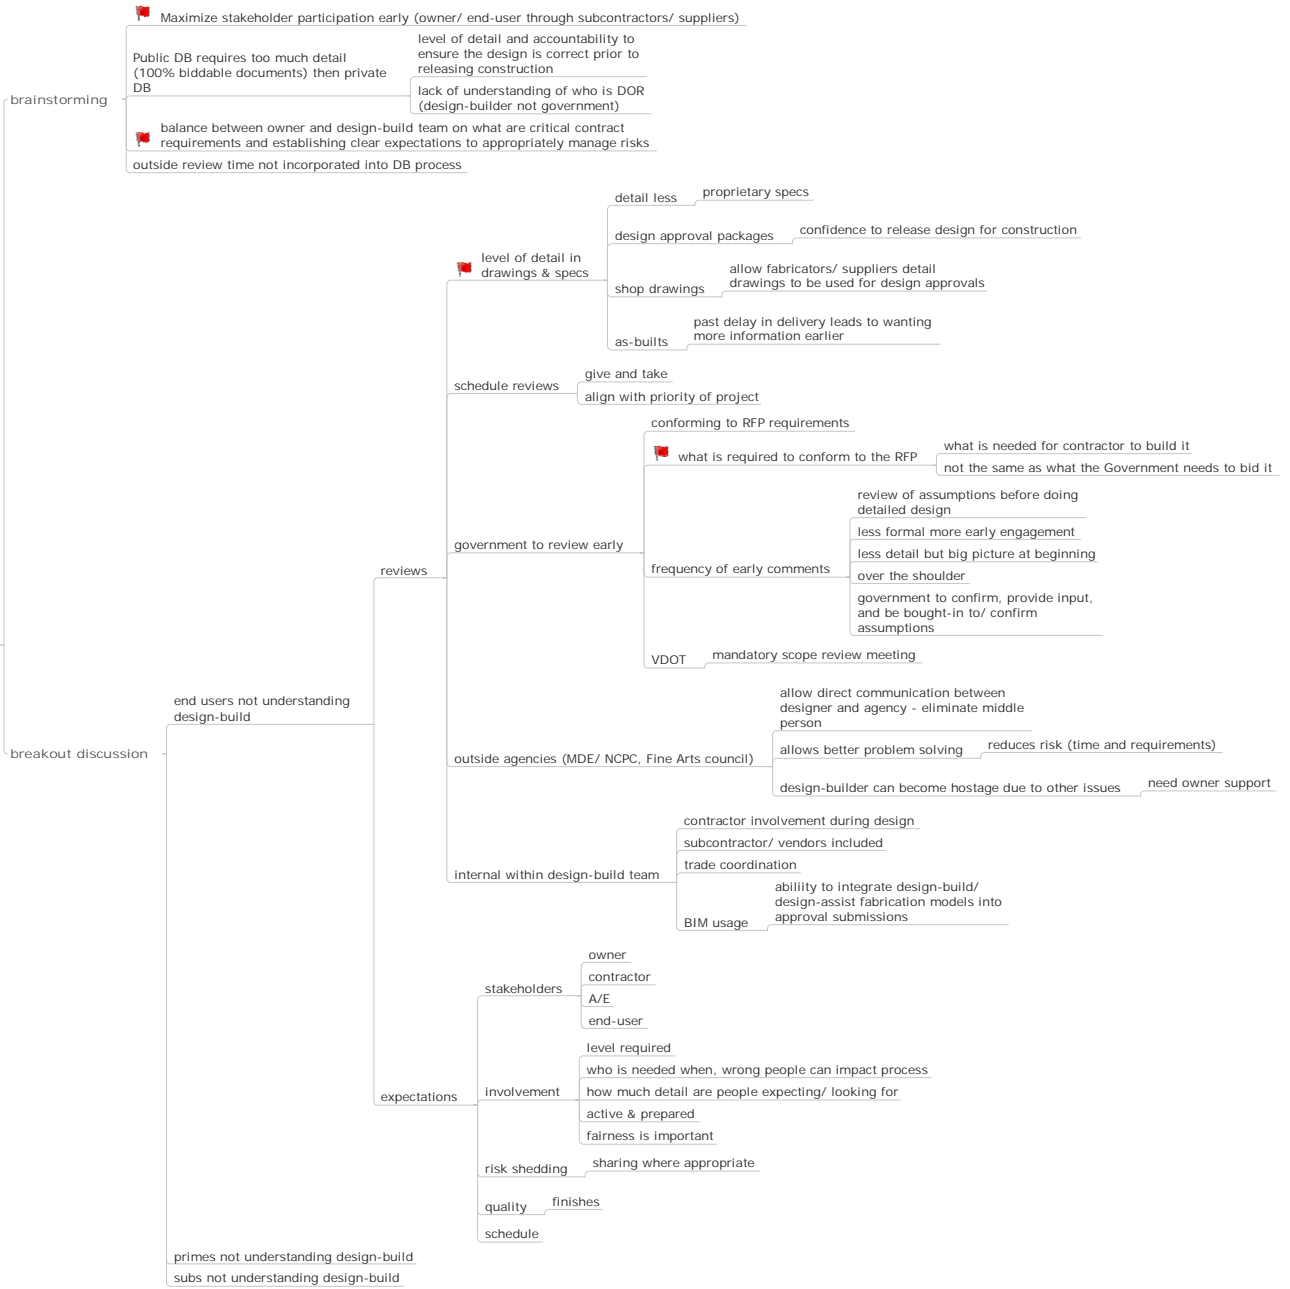 Maximize stakeholder participation early (owner/ end-user through subcontractors/ suppliers)
Public DB requires too much detail
(100% biddable documents) then private
DB
level of detail and accountability to
ensure the design is correct prior to
releasing construction
lack of understanding of who is DOR
(design-builder not government)
brainstorming
balance between owner and design-build team on what are critical contract
requirements and establishing clear expectations to appropriately manage risks
outside review time not incorporated into DB process
breakout discussion
end users not understanding
design-build
reviews
level of detail in
drawings & specs
detail less
proprietary specs
design approval packages
confidence to release design for construction
shop drawings
allow fabricators/ suppliers detail
drawings to be used for design approvals
as-builts
past delay in delivery leads to wanting
more information earlier
schedule reviews
give and take
align with priority of project
government to review early
conforming to RFP requirements
what is required to conform to the RFP
what is needed for contractor to build it
not the same as what the Government needs to bid it
frequency of early comments
review of assumptions before doing
detailed design
less formal more early engagement
less detail but big picture at beginning
over the shoulder
government to confirm, provide input,
and be bought-in to/ confirm
assumptions
VDOT
mandatory scope review meeting
outside agencies (MDE/ NCPC, Fine Arts council)
allow direct communication between
designer and agency - eliminate middle
person
allows better problem solving
reduces risk (time and requirements)
design-builder can become hostage due to other issues
need owner support
internal within design-build team
contractor involvement during design
subcontractor/ vendors included
trade coordination
BIM usage
abiliity to integrate design-build/
design-assist fabrication models into
approval submissions
expectations
stakeholders
owner
contractor
A/E
end-user
involvement
level required
who is needed when, wrong people can impact process
how much detail are people expecting/ looking for
active & prepared
fairness is important
risk shedding
sharing where appropriate
quality
finishes
schedule
primes not understanding design-build
subs not understanding design-build